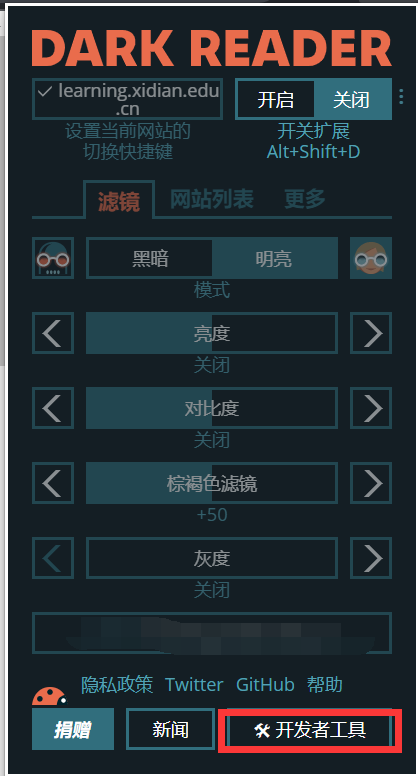 DARK READER
learning.xidian.edu
.cn
开启 关闭
设置当前网站的
切换快捷键
开关扩展
Alt+Shift+D
滤镜 网站列表 更多
黑暗 明亮
模式
亮度
关闭
对比度
关闭
棕褐色滤镜
+50
灰度
关闭
隐私政策 Twitter GitHub 帮助
捐赠 新闻 开发者工具